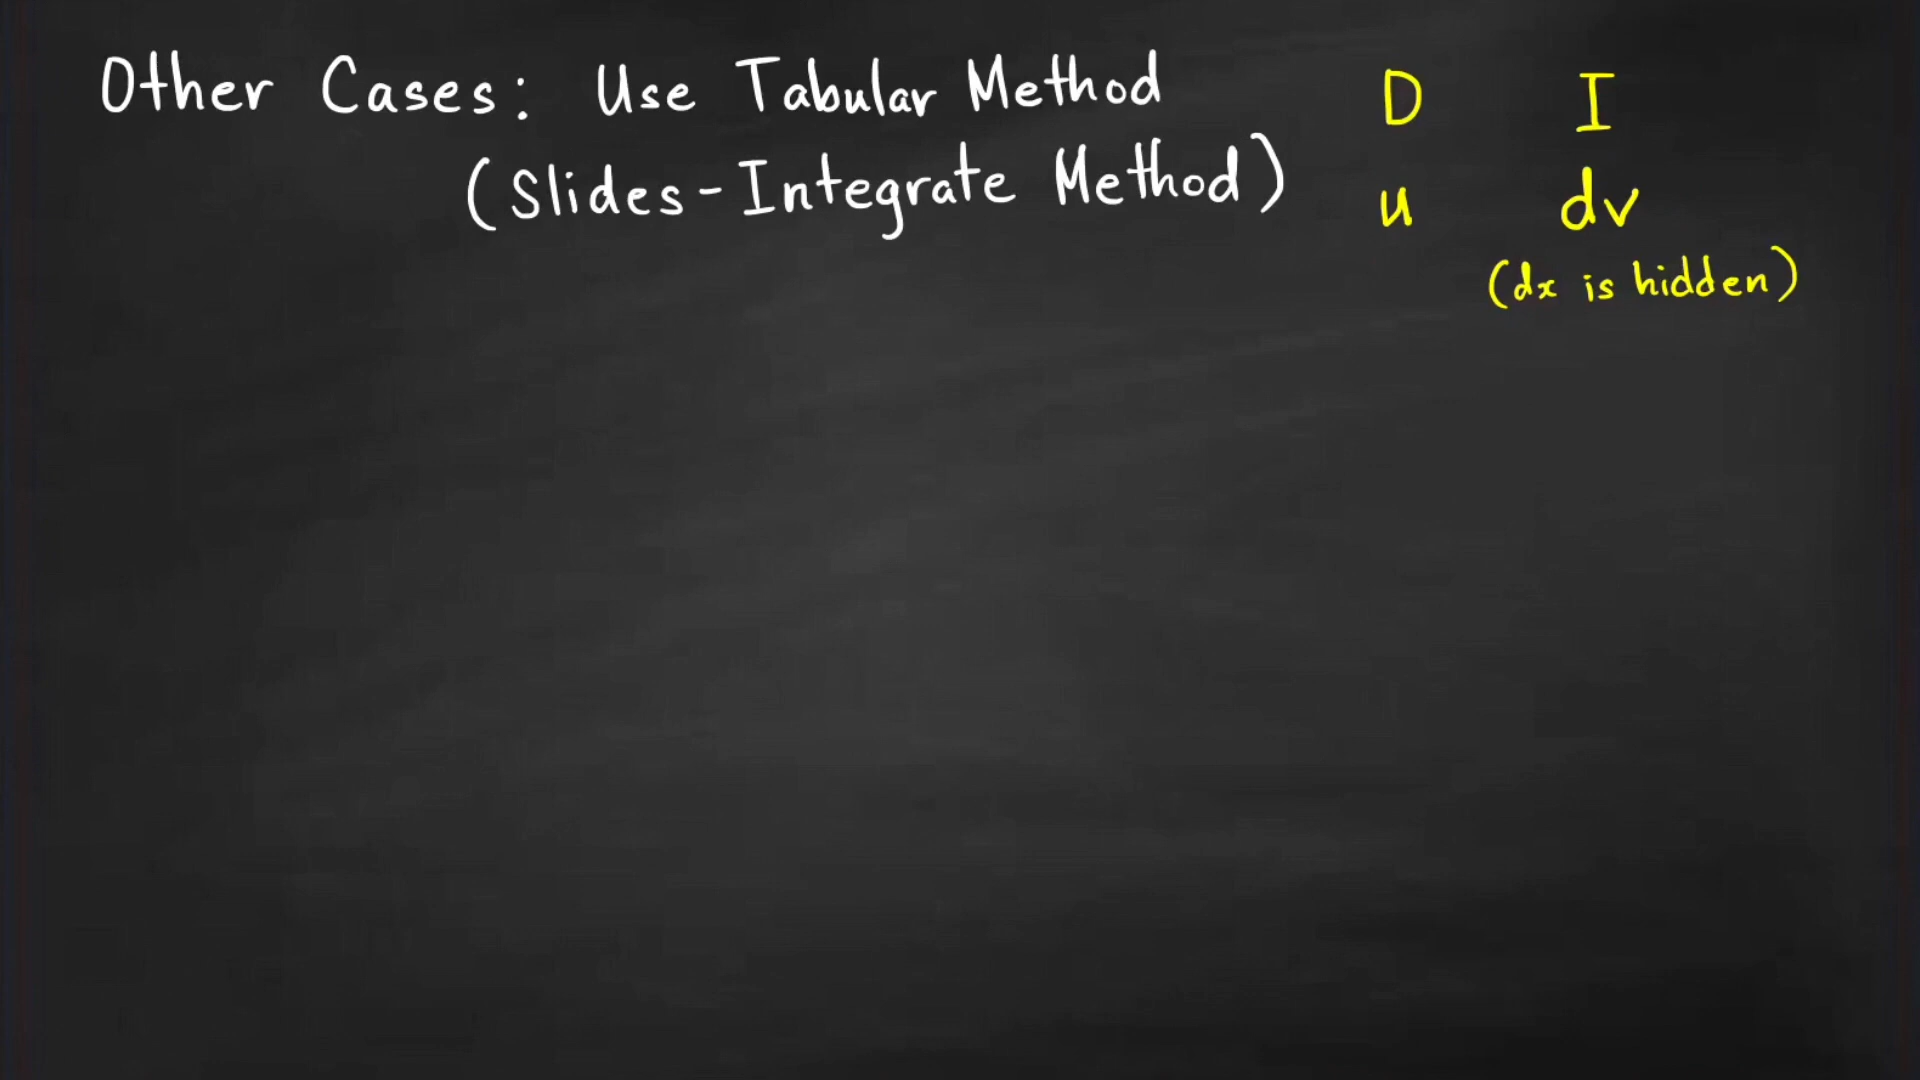 Other Cases: Use Tabular Method
(Slides-Integrate Method)
D I
u dv
(dx is hidden)